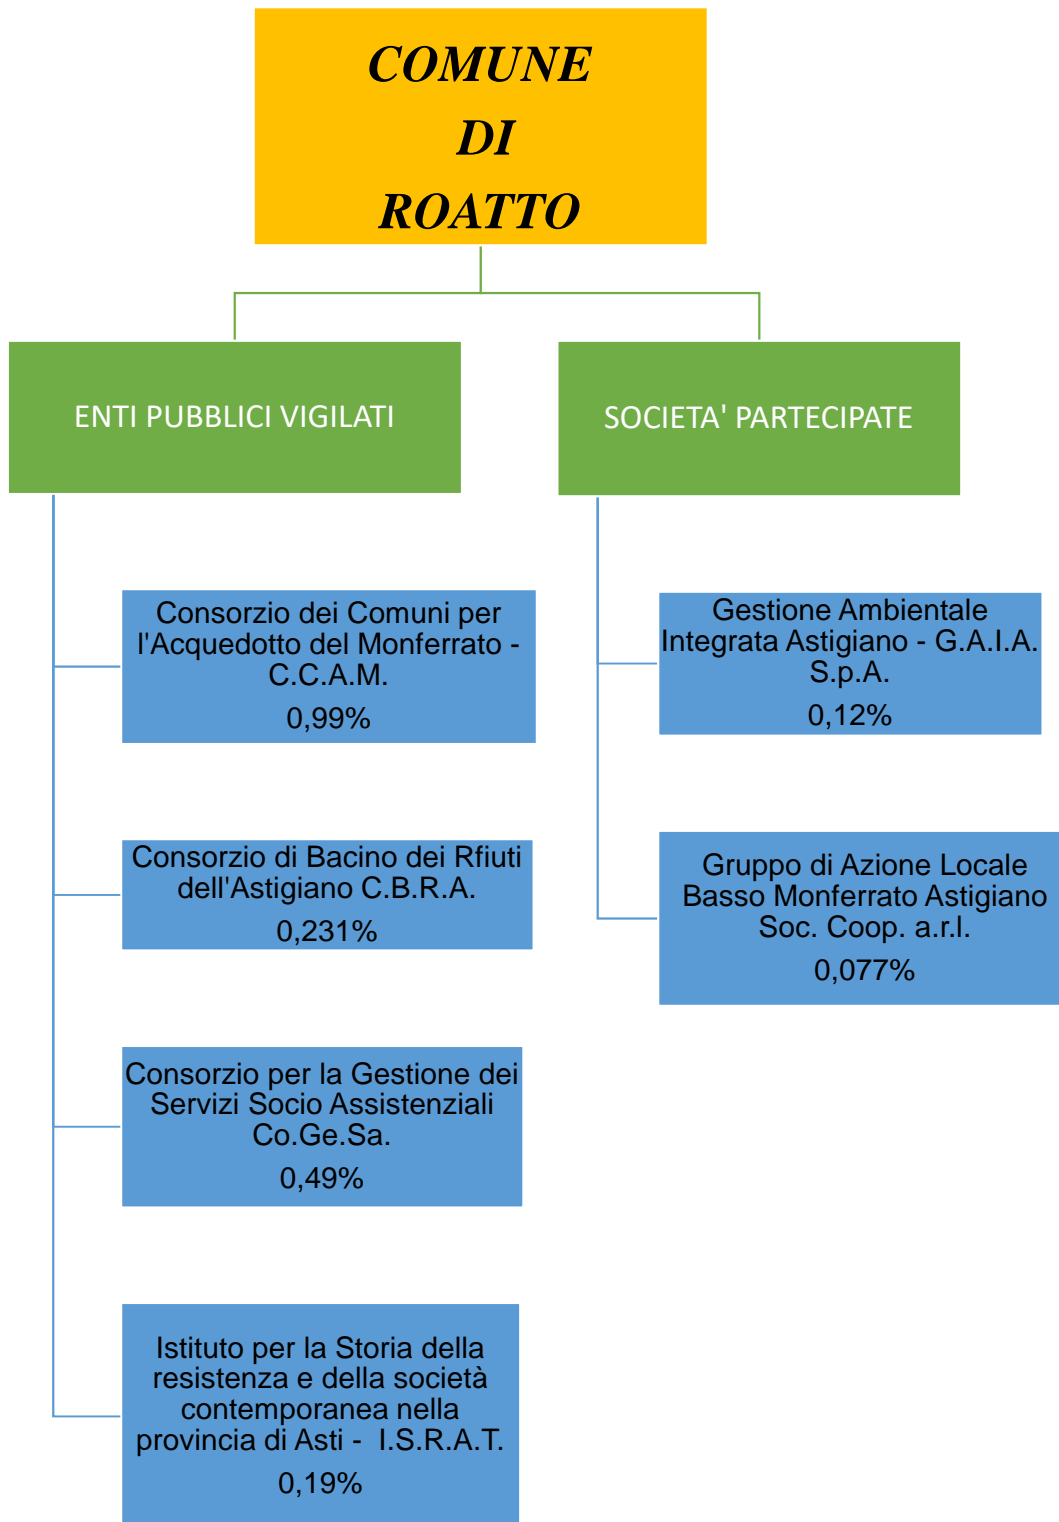 COMUNE
DI
ROATTO
ENTI PUBBLICI VIGILATI
SOCIETA' PARTECIPATE
Consorzio dei Comuni per
l'Acquedotto del Monferrato -
C.C.A.M.
0,99%
Consorzio di Bacino dei Rfiuti
dell'Astigiano C.B.R.A.
0,231%
Consorzio per la Gestione dei
Servizi Socio Assistenziali
Co.Ge.Sa.
0,49%
Istituto per la Storia della
resistenza e della società
contemporanea nella
provincia di Asti - I.S.R.A.T.
0,19%
Gestione Ambientale
Integrata Astigiano - G.A.I.A.
S.p.A.
0,12%
Gruppo di Azione Locale
Basso Monferrato Astigiano
Soc. Coop. a.r.l.
0,077%